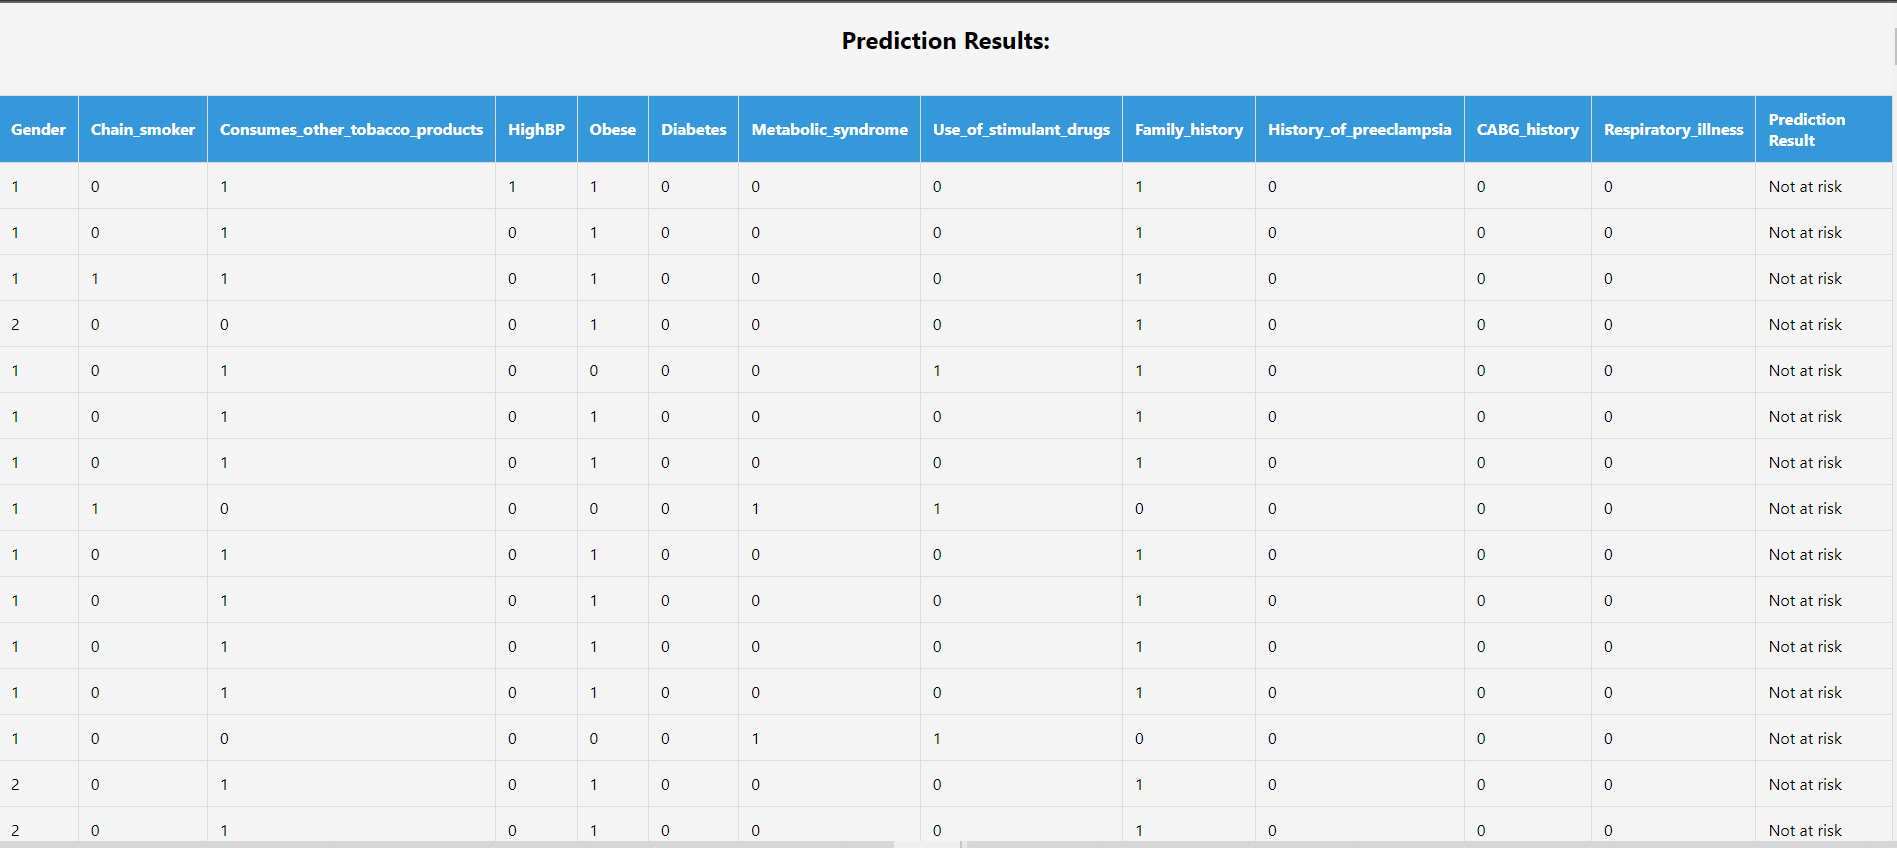 Prediction Results:
Gender Chain_smoker Consumes_other_tobacco_products HighBP Obese Diabetes Metabolic_syndrome Use_of_stimulant_drugs Family_history History_of_preeclampsia CABG_history Respiratory_illness Prediction Result
1 0 1 1 1 0 0 0 1 0 0 0 Not at risk
1 0 1 0 1 0 0 0 1 0 0 0 Not at risk
1 1 1 0 1 0 0 0 1 0 0 0 Not at risk
2 0 0 0 1 0 0 0 1 0 0 0 Not at risk
1 0 1 0 0 0 0 1 1 0 0 0 Not at risk
1 0 1 0 1 0 0 0 1 0 0 0 Not at risk
1 0 1 0 1 0 0 0 1 0 0 0 Not at risk
1 1 0 0 0 0 1 1 0 0 0 0 Not at risk
1 0 1 0 1 0 0 0 1 0 0 0 Not at risk
1 0 1 0 1 0 0 0 1 0 0 0 Not at risk
1 0 1 0 1 0 0 0 1 0 0 0 Not at risk
1 0 1 0 1 0 0 0 1 0 0 0 Not at risk
1 0 0 0 0 0 1 1 0 0 0 0 Not at risk
2 0 1 0 1 0 0 0 1 0 0 0 Not at risk
2 0 1 0 1 0 0 0 1 0 0 0 Not at risk